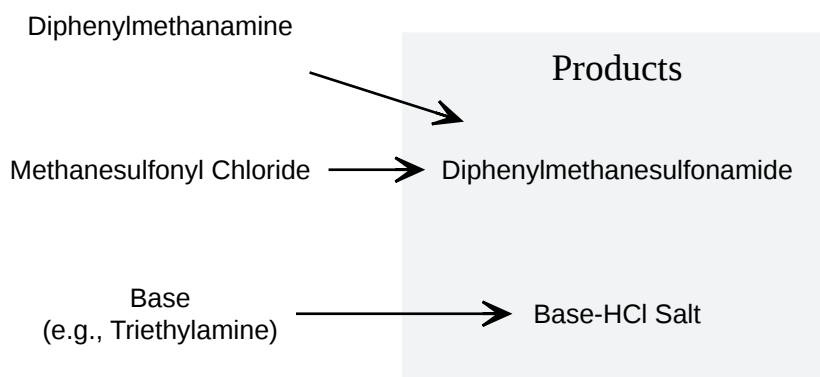 Diphenylmethanamine
Products
Methanesulfonyl Chloride
Diphenylmethanesulfonamide
Base
(e.g., Triethylamine)
Base-HCl Salt